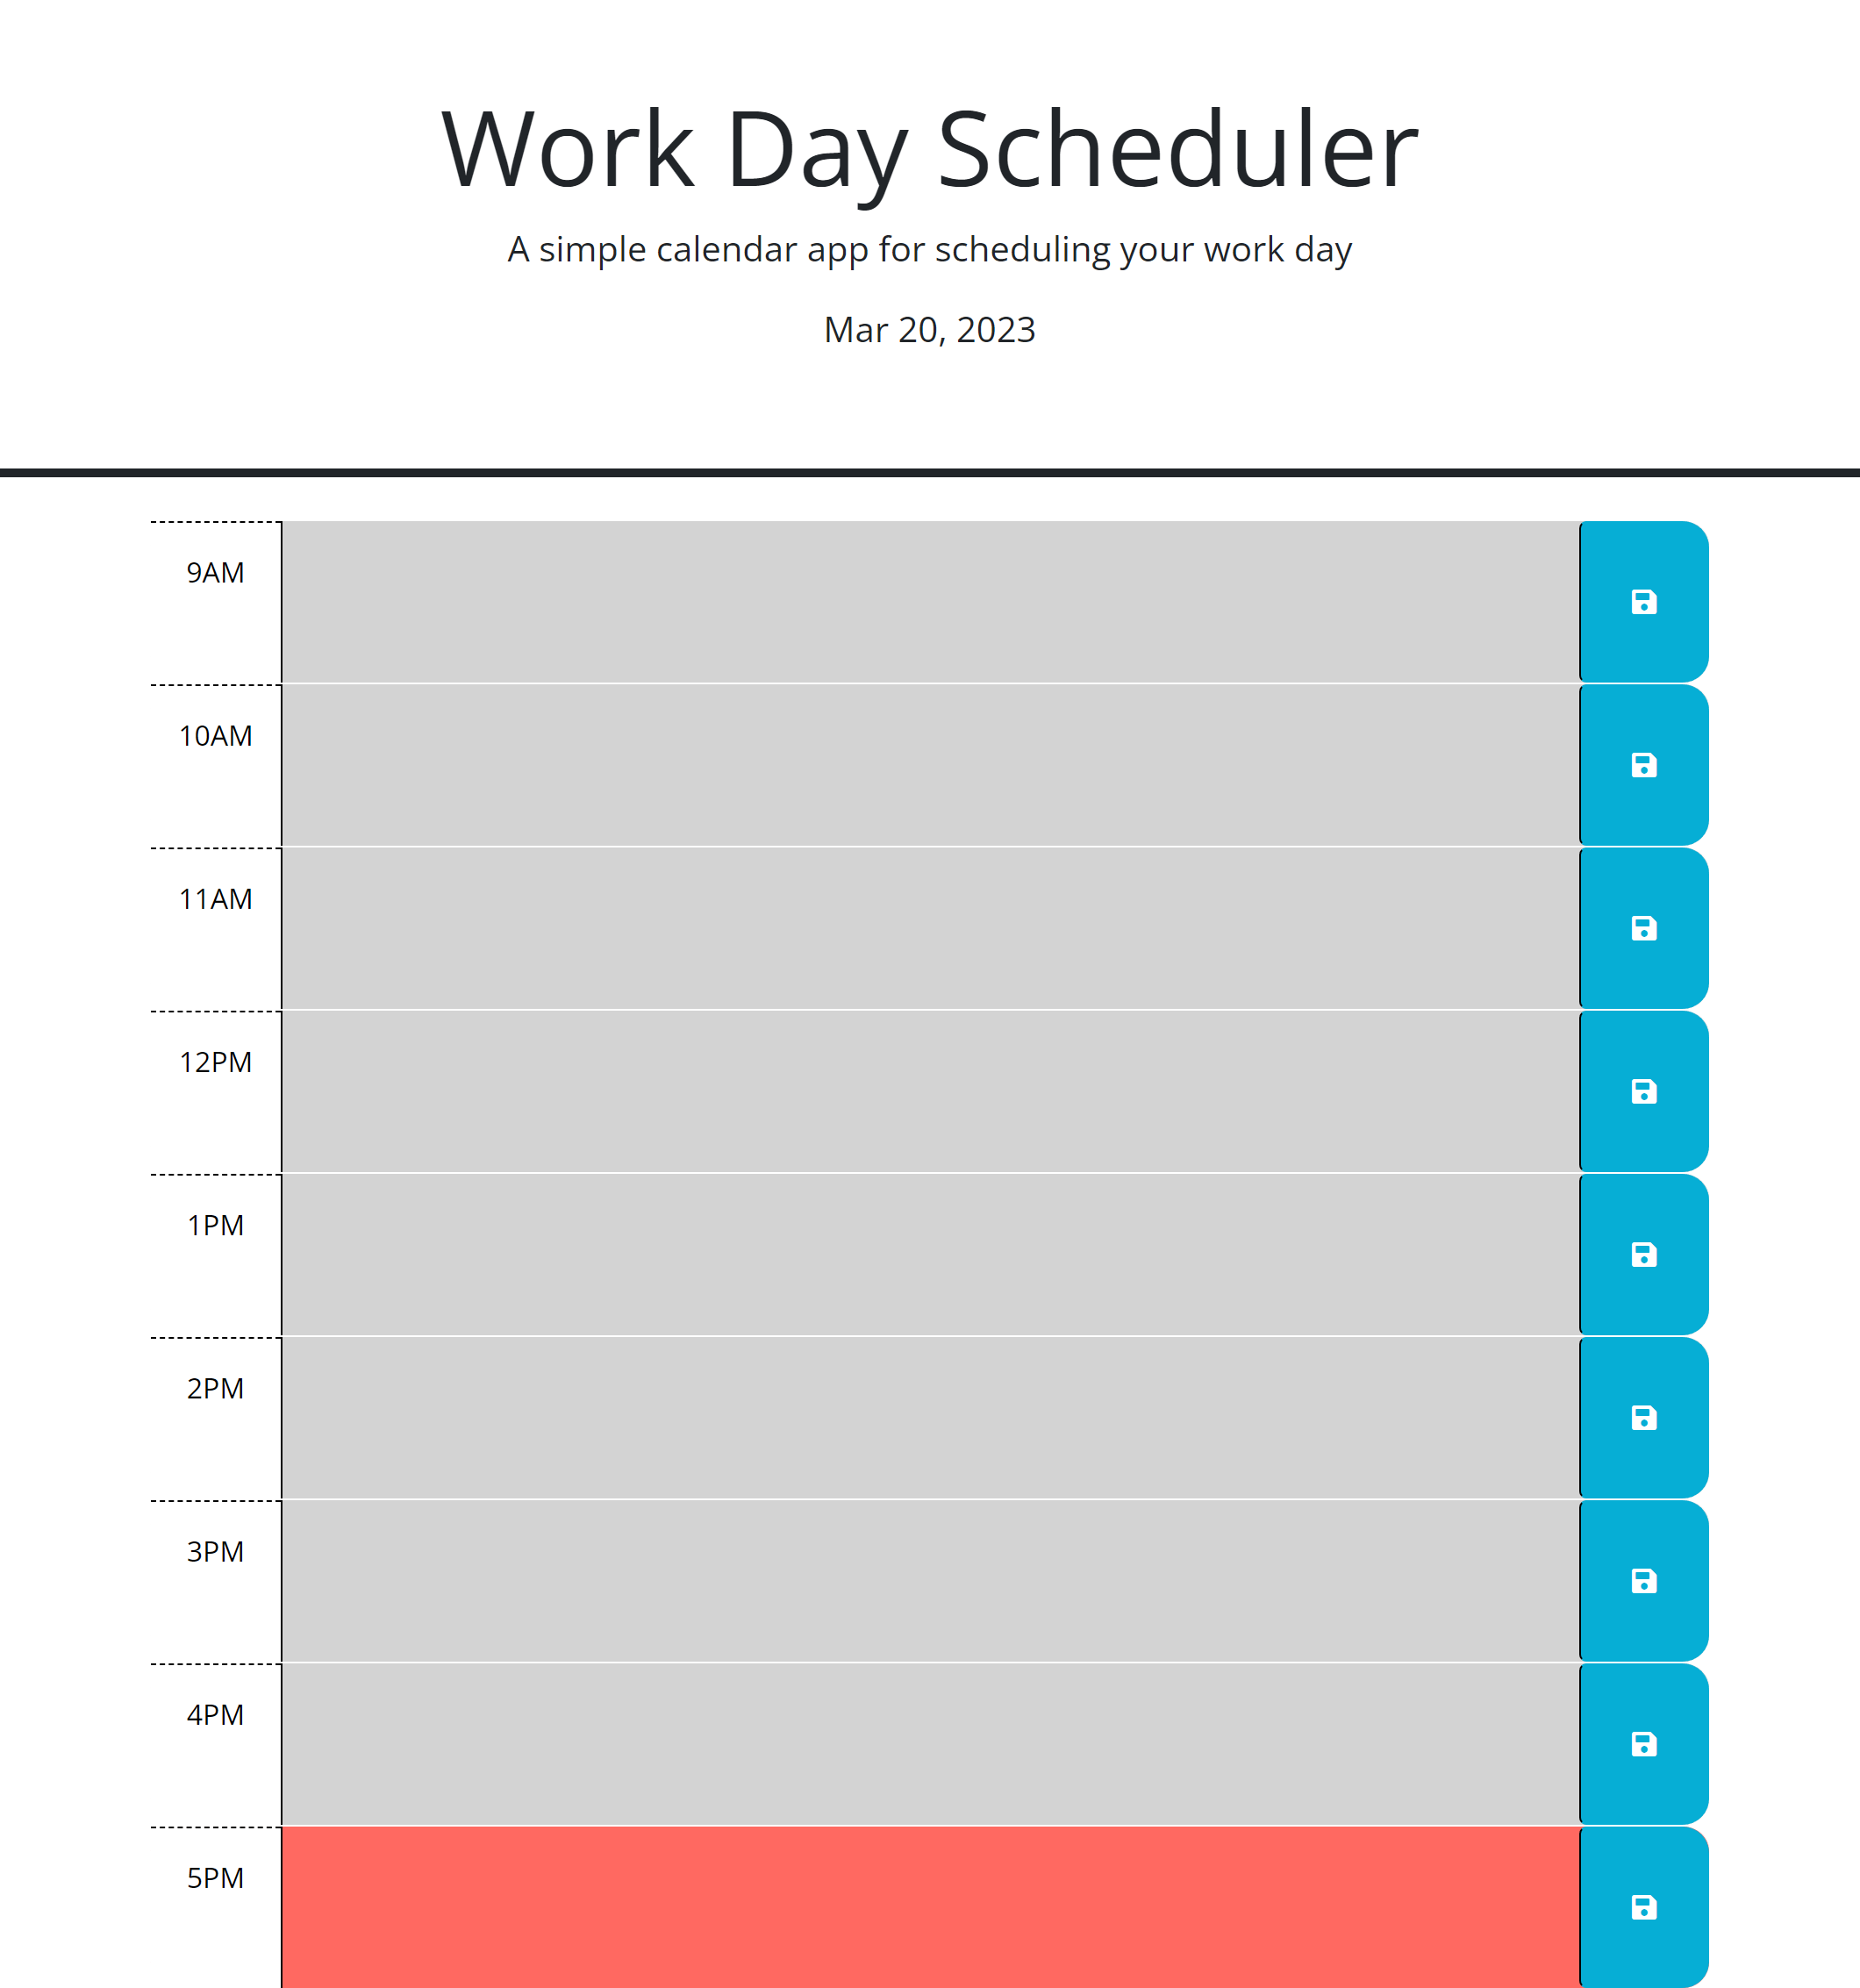 Work Day Scheduler
A simple calendar app for scheduling your work day
Mar 20, 2023
9AM
10AM
11AM
12PM
1PM
2PM
3PM
4PM
5PM